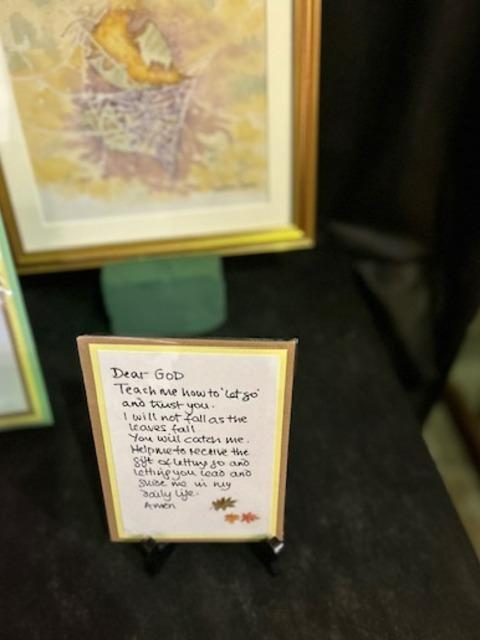 Dear GOD
Teach me how to 'let go'
and trust you.
I will not fall as the
leaves fall
You will catch me.
Help me to receive the
gift of letting go and
letting you lead and
guide me in my
daily life.
Amen